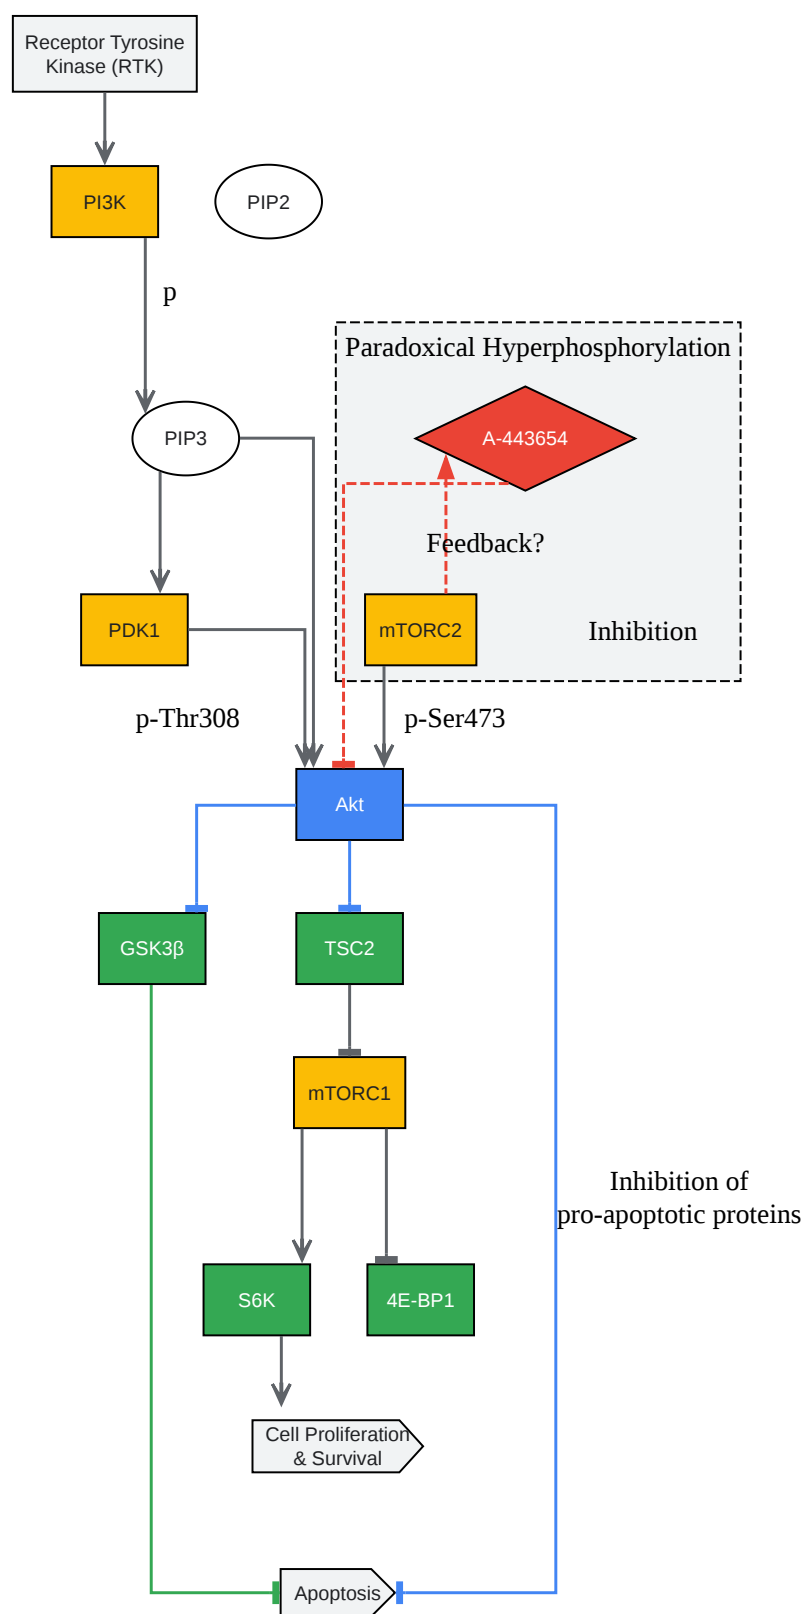 Receptor Tyrosine
Kinase (RTK)
PI3K
PIP2
p
Paradoxical Hyperphosphorylation
PIP3
A-443654
Feedback?
PDK1
mTORC2
Inhibition
p-Thr308
p-Ser473
Akt
GSK3β
TSC2
mTORC1
Inhibition of
pro-apoptotic proteins
S6K
4E-BP1
Cell Proliferation
& Survival
Apoptosis